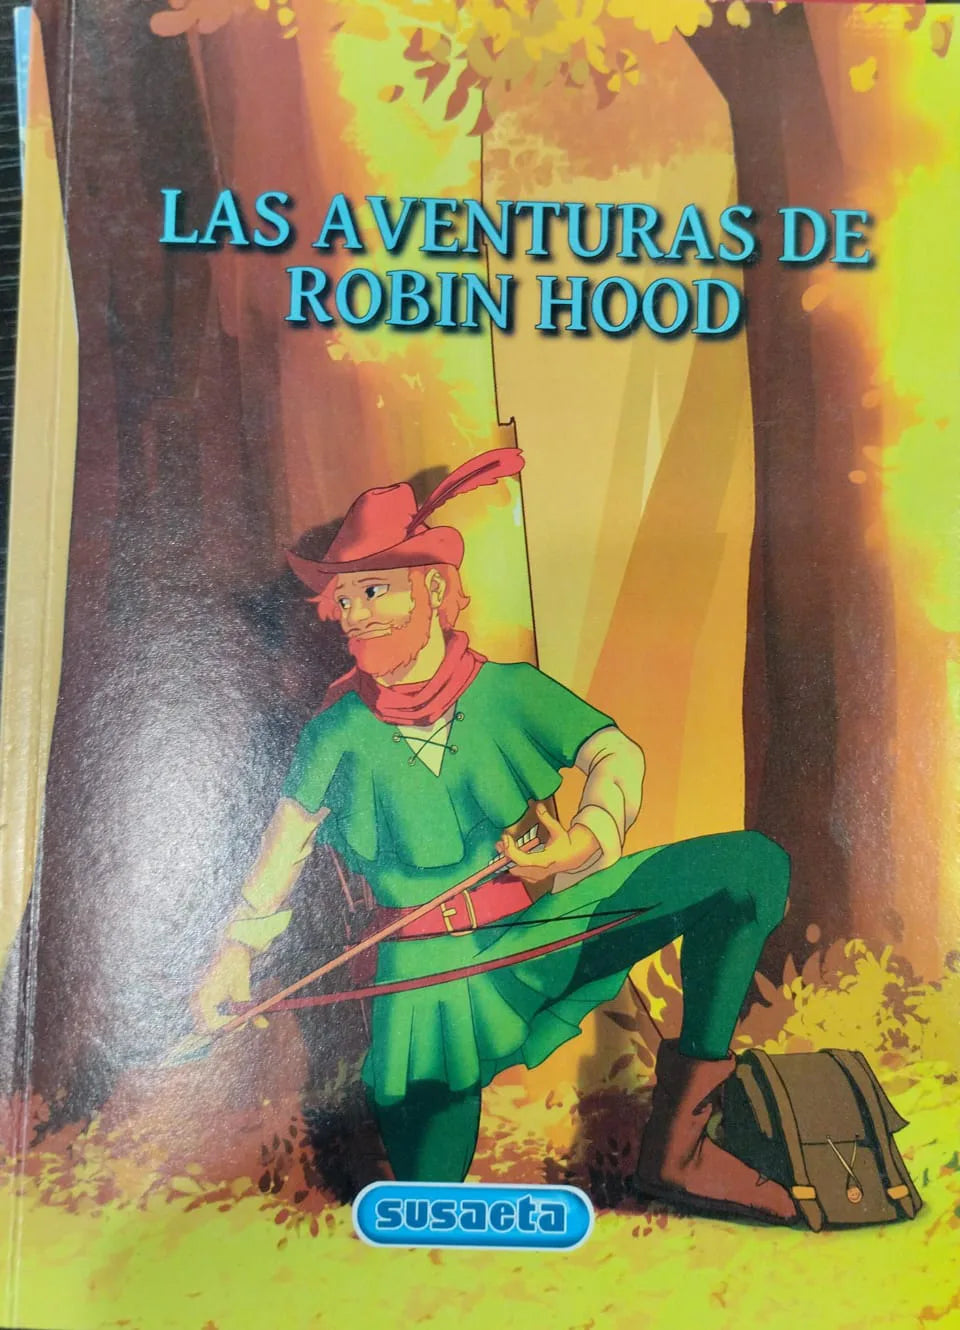 LAS AVENTURAS DE
ROBIN HOOD
susaeta